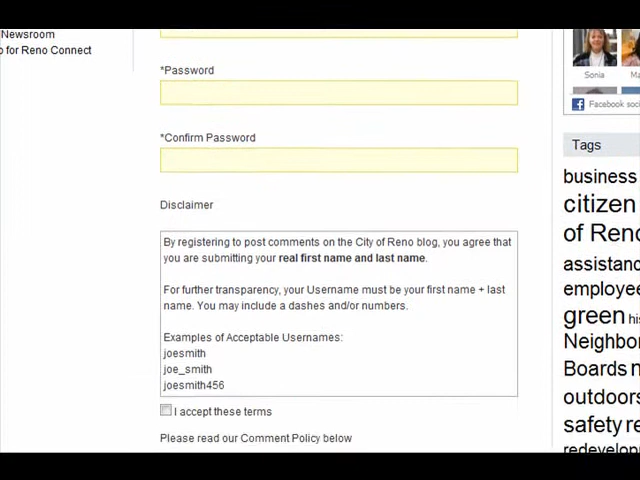 Newsroom
for Reno Connect
*Password
*Confirm Password
Disclaimer
By registering to post comments on the City of Reno blog, you agree that
you are submitting your real first name and last name.
For further transparency, your Username must be your first name + last
name. You may include a dashes and/or numbers.
Examples of Acceptable Usernames:
joesmith
joe_smith
joesmith456
I accept these terms
Please read our Comment Policy below
Sonia
Facebook
Tags
business
citizen
of Reno
green
Neighbor
Boards
outdoors
safety re
redevelop